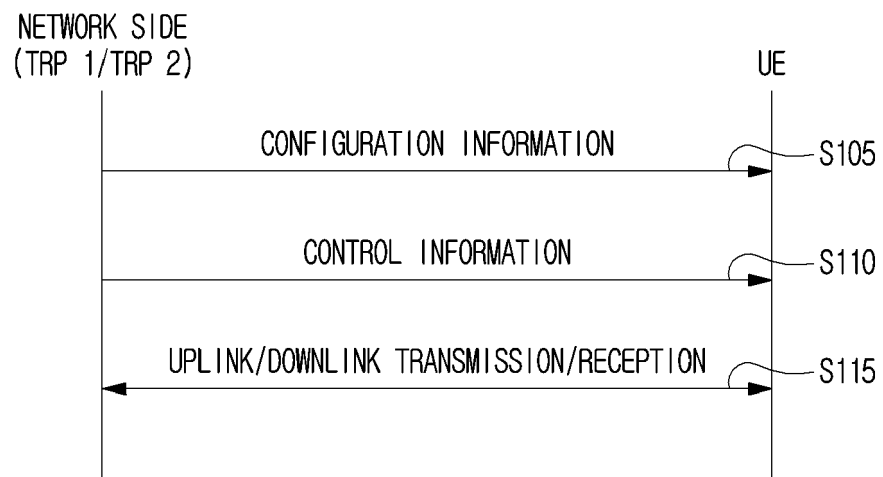 NETWORK SIDE
(TRP 1/TRP 2)
UE
CONFIGURATION INFORMATION
S105
CONTROL INFORMATION
S110
UPLINK/DOWNLINK TRANSMISSION/RECEPTION
S115